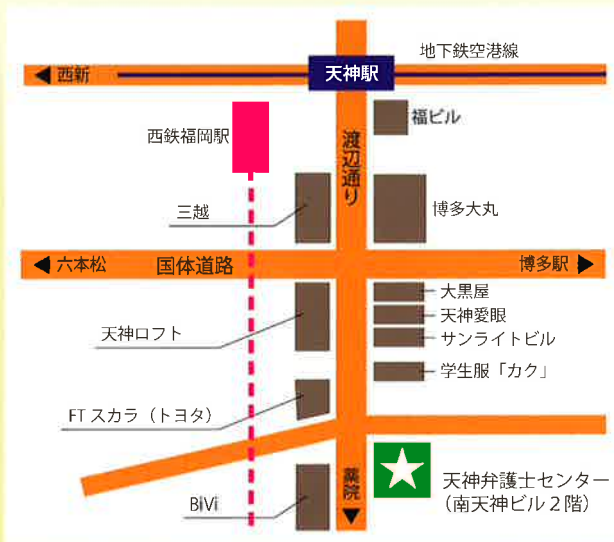 地下鉄空港線
西新
天神駅
福ビル
西鉄福岡駅
渡辺通り
三越
博多大丸
六本松
国体道路
博多駅
大黒屋
天神愛眼
天神ロフト
サンライトビル
学生服「カク」
FTスカラ（トヨタ）
薬院
天神弁護士センター
（南天神ビル２階）
BiVi